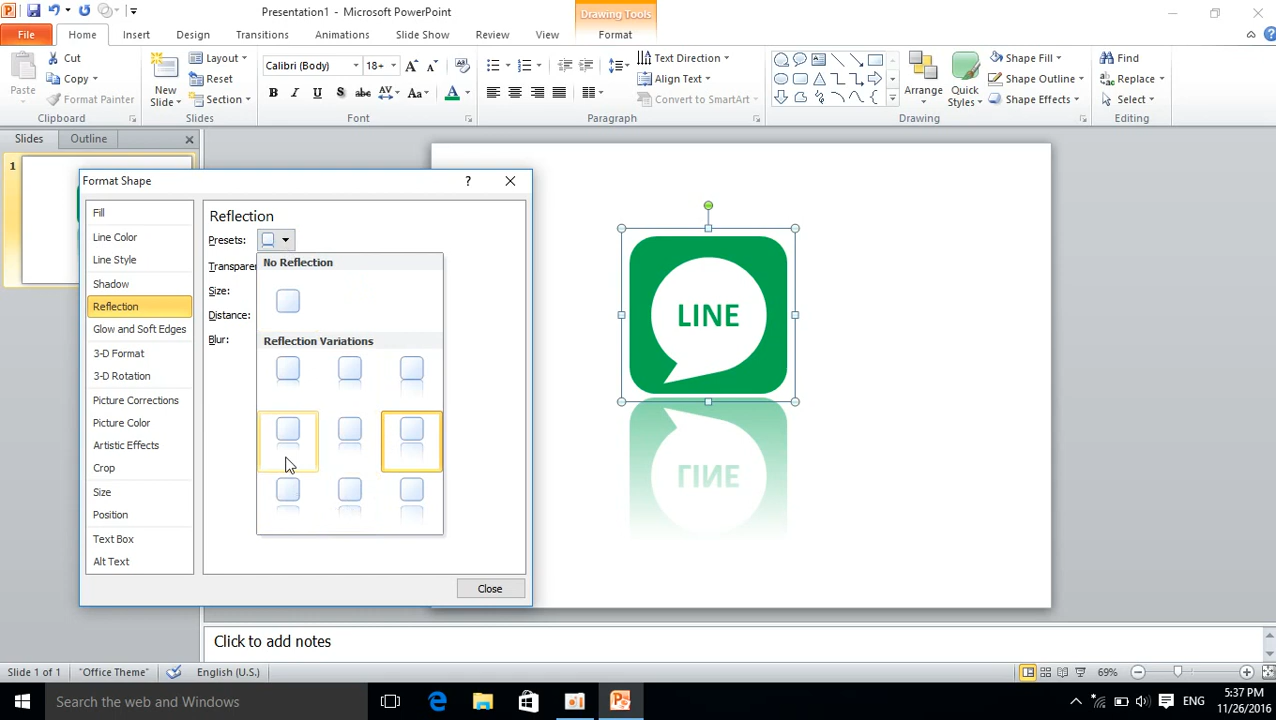 Presentation1 - Microsoft PowerPoint
Drawing Tools
File Home Insert Design Transitions Animations Slide Show Review View Format
Paste
Cut
Copy
Format Painter
Clipboard
New Slide
Layout
Reset
Section
Slides
Calibri (Body) 18+
B I U S abc AV Aa A
Font
Text Direction
Align Text
Convert to SmartArt
Paragraph
Arrange
Quick Styles
Shape Fill
Shape Outline
Shape Effects
Drawing
Find
Replace
Select
Editing
Slides Outline
1
Format Shape
Fill
Line Color
Line Style
Shadow
Reflection
Glow and Soft Edges
3-D Format
3-D Rotation
Picture Corrections
Picture Color
Artistic Effects
Crop
Size
Position
Text Box
Alt Text
Reflection
Presets:
Transparen
Size:
Distance:
Blur:
No Reflection
Reflection Variations
Close
LINE
LINE
Click to add notes
Slide 1 of 1 "Office Theme" English (U.S.) 69%
Search the web and Windows
ENG
5:37 PM
11/26/2016